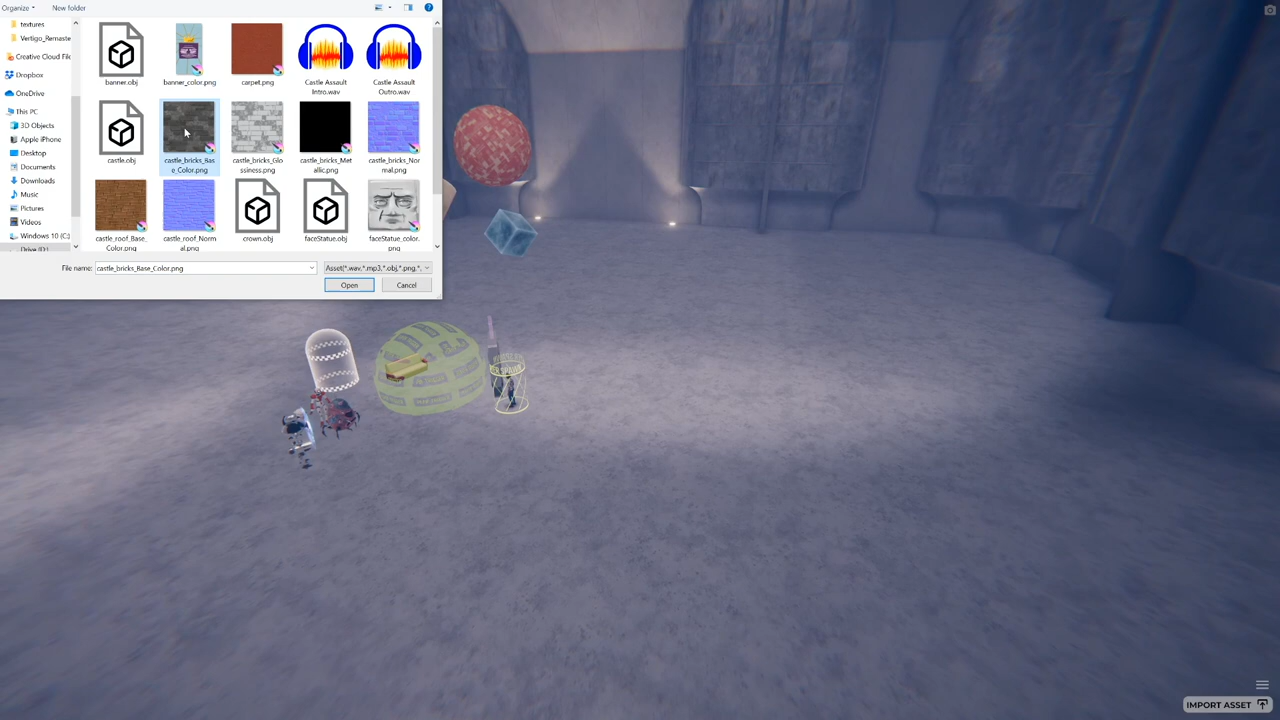 Organize
New folder
textures
Vertigo_Remaste
Creative Cloud File
Dropbox
OneDrive
This PC
3D Objects
Apple iPhone
Desktop
Documents
Downloads
Music
Pictures
Videos
Windows 10 (C:)
Drive (D:)
banner.obj
banner_color.png
carpet.png
Castle Assault
Intro.wav
Castle Assault
Outro.wav
castle.obj
castle_bricks_Bas
e_Color.png
castle_bricks_Glo
ssiness.png
castle_bricks_Met
allic.png
castle_bricks_Nor
mal.png
castle_roof_Base_
Color.png
castle_roof_Norm
al.png
crown.obj
faceStatue.obj
faceStatue_color.
png
File name:
castle_bricks_Base_Color.png
Asset(*.wav,*.mp3,*.obj,*.png,*.
Open
Cancel
IMPORT ASSET